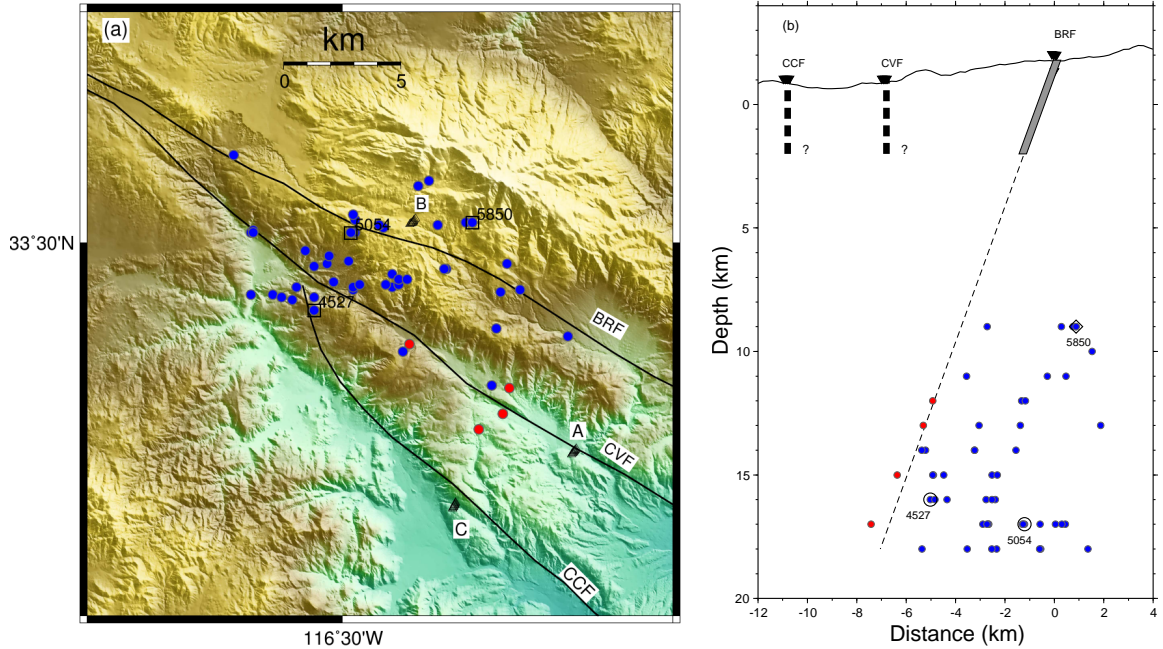 (a)
km
0 5
B
5054
5850
33°30'N
4527
BRF
A
CVF
C
CCF
116°30'W
(b)
BRF
CCF
CVF
0
? ?
5
Depth (km)
5850
10
15
4527
5054
20
-12 -10 -8 -6 -4 -2 0 2 4
Distance (km)